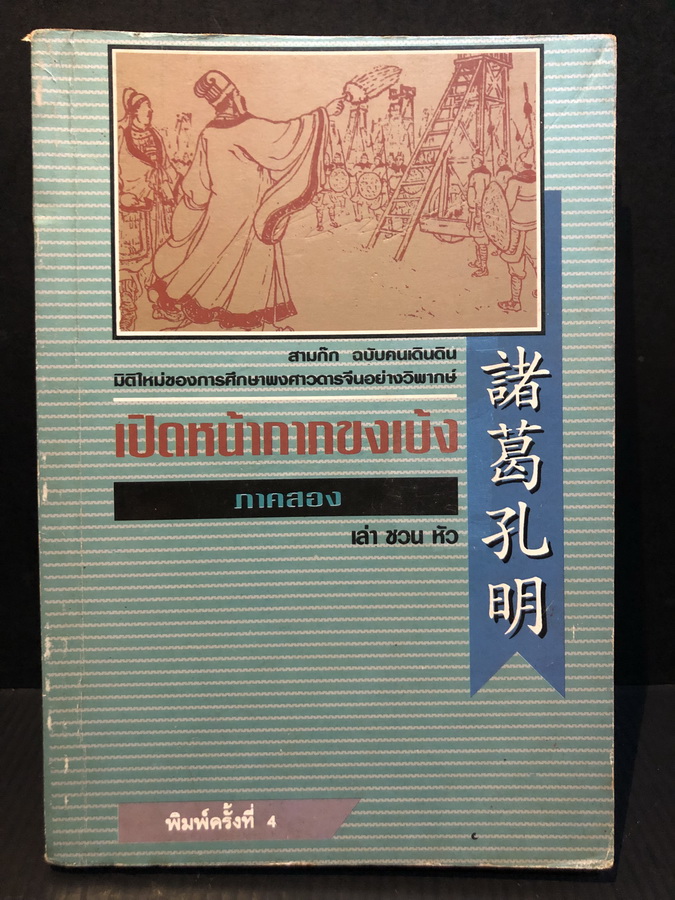 สามก๊ก ฉบับคนเดินดิน
มิติใหม่ของการศึกษาพงศาวดารจีนอย่างวิพากษ์
เปิดหน้ากากขงเบ้ง
ภาคสอง
เล่า ชวน หัว
諸葛孔明
พิมพ์ครั้งที่ 4